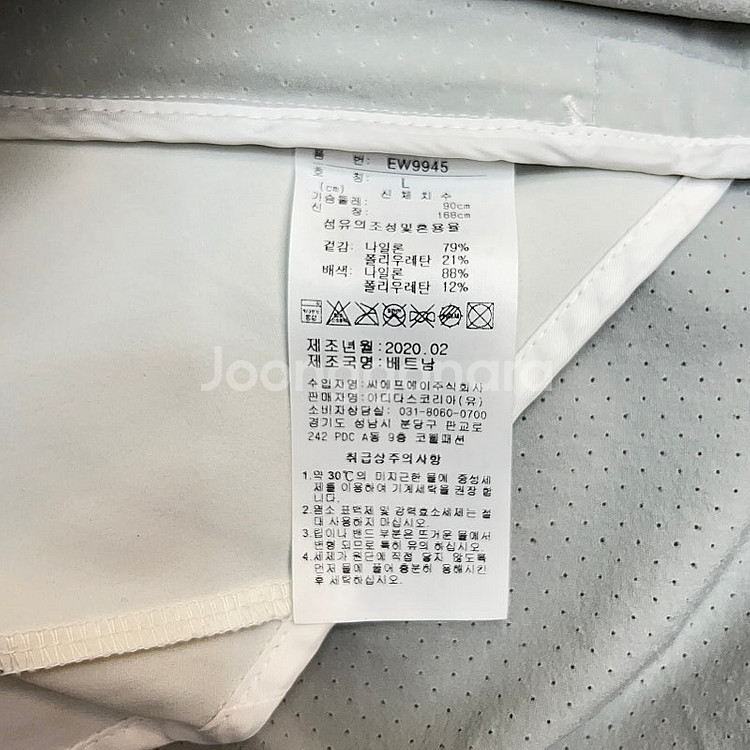 품 번: EW9945
호 칭: L
(cm) 신체치수
가슴둘레: 90cm
신 장: 168cm
섬유의조성및혼용율
겉감: 나일론 79%
폴리우레탄 21%
배색: 나일론 88%
폴리우레탄 12%
제조년월:2020.02
제조국명:베트남
Joonggonara
수입자명:씨에프에이주식회사
판매자명:아디다스코리아(유)
소비자상담실: 031-8060-0700
경기도 성남시 분당구 판교로
242 PDC A동 9층 코웰패션
취급상주의사항
1.약 30℃의 미지근한 물에 중성세
제를 이용하여 기계세탁을 권장 합
니다.
2.염소 표백제 및 강력효소세제는 절
대 사용하지 마십시오.
3.립이나 밴드 부분은 뜨거운 물에서
변형 되므로 특히 유의 하십시오.
4.세제가 원단에 직접 닿지 않도록
먼저 물에 풀어 충분히 용해시킨
후 세탁하십시오.